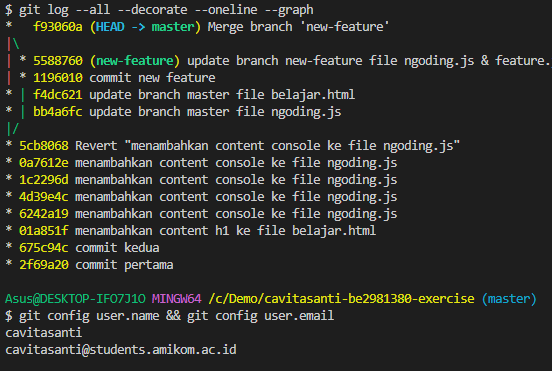 $ git log --all --decorate --oneline --graph
*   f93060a (HEAD -> master) Merge branch 'new-feature'
|\
| * 5588760 (new-feature) update branch new-feature file ngoding.js & feature.
| * 1196010 commit new feature
* | f4dc621 update branch master file belajar.html
* | bb4a6fc update branch master file ngoding.js
|/
* 5cb8068 Revert "menambahkan content console ke file ngoding.js"
* 0a7612e menambahkan content console ke file ngoding.js
* 1c2296d menambahkan content console ke file ngoding.js
* 4d39e4c menambahkan content console ke file ngoding.js
* 6242a19 menambahkan content console ke file ngoding.js
* 01a851f menambahkan content h1 ke file belajar.html
* 675c94c commit kedua
* 2f69a20 commit pertama

Asus@DESKTOP-IFO7J1O MINGW64 /c/Demo/cavitasanti-be2981380-exercise (master)
$ git config user.name && git config user.email
cavitasanti
cavitasanti@students.amikom.ac.id